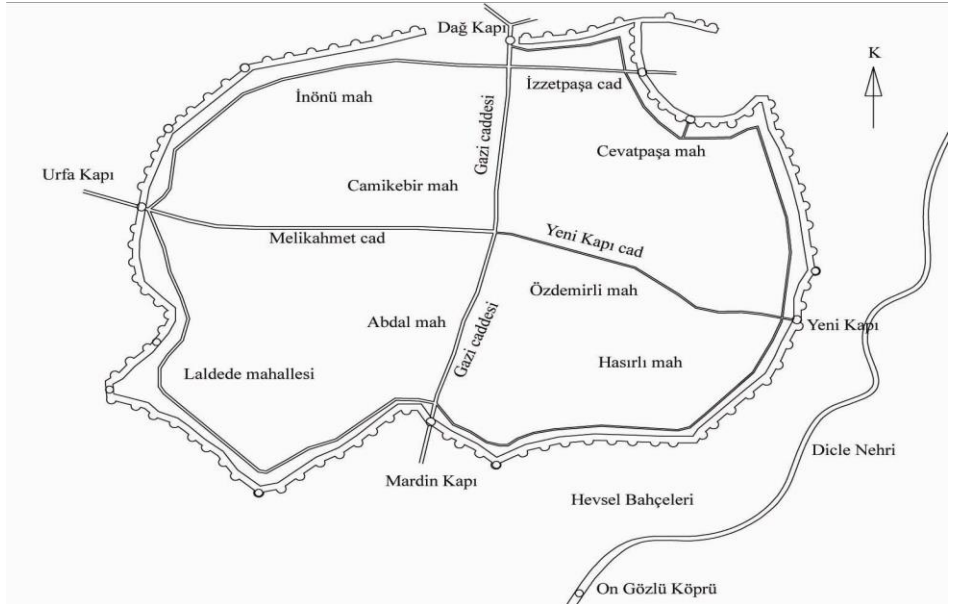 Dağ Kapı
K
İzzetpaşa cad
İnönü mah
Gazi caddesi
Cevatpaşa mah
Urfa Kapı
Camikebir mah
Melikahmet cad
Yeni Kapı cad
Özdemirli mah
Abdal mah
Gazi caddesi
Yeni Kapı
Hasırlı mah
Laldede mahallesi
Dicle Nehri
Mardin Kapı
Hevsel Bahçeleri
On Gözlü Köprü